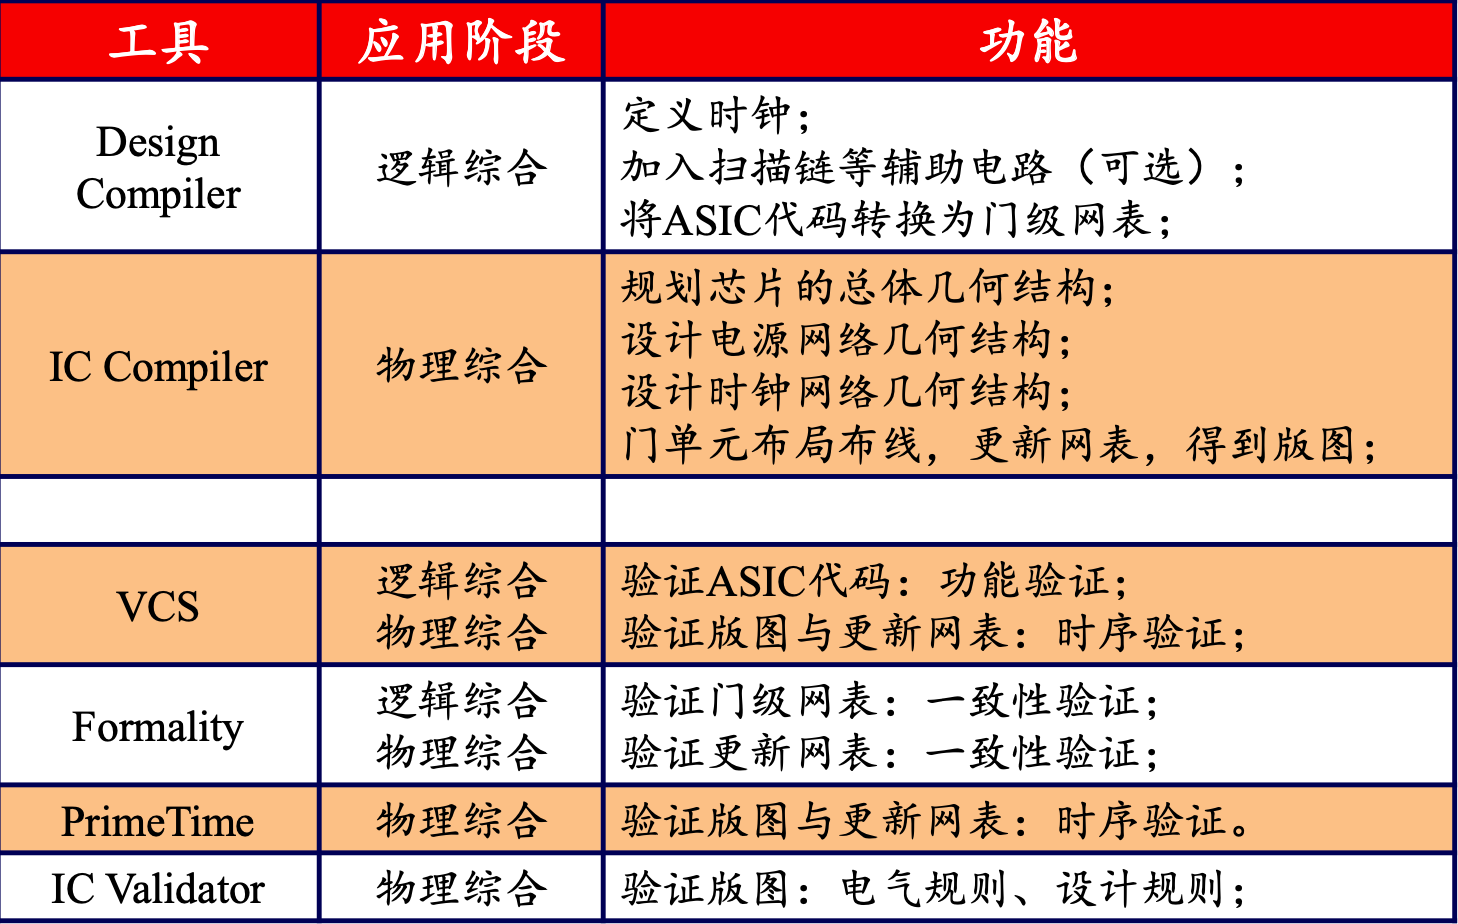 工具 应用阶段 功能
Design
Compiler
逻辑综合
定义时钟；
加入扫描链等辅助电路（可选）；
将ASIC代码转换为门级网表；
IC Compiler
物理综合
规划芯片的总体几何结构；
设计电源网络几何结构；
设计时钟网络几何结构；
门单元布局布线，更新网表，得到版图；
VCS
逻辑综合
物理综合
验证ASIC代码：功能验证；
验证版图与更新网表：时序验证；
Formality
逻辑综合
物理综合
验证门级网表：一致性验证；
验证更新网表：一致性验证；
PrimeTime
物理综合
验证版图与更新网表：时序验证。
IC Validator
物理综合
验证版图：电气规则、设计规则；